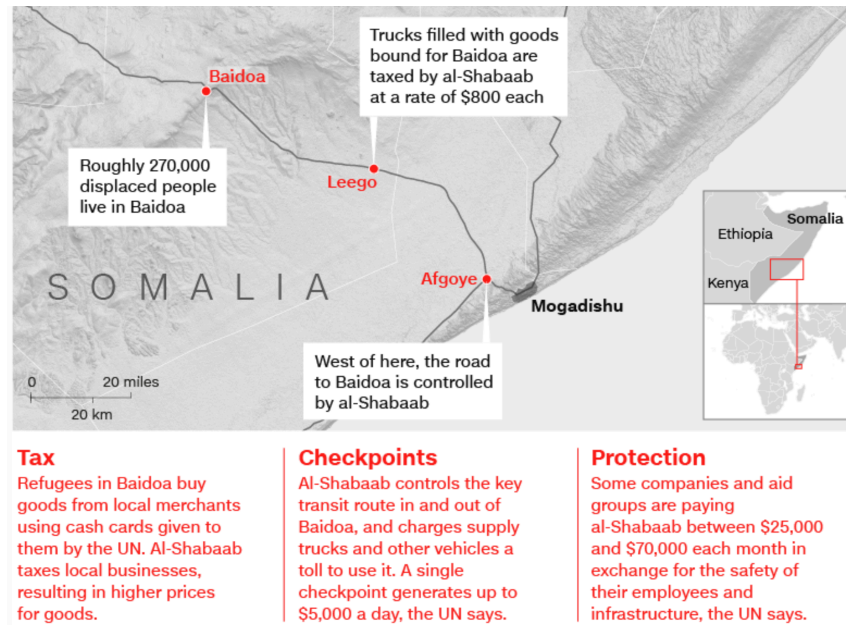 Trucks filled with goods
bound for Baidoa are
taxed by al-Shabaab
at a rate of $800 each
Baidoa
Roughly 270,000
displaced people
live in Baidoa
Leego
Somalia
Ethiopia
Kenya
SOMALIA
Afgoye
Mogadishu
West of here, the road
to Baidoa is controlled
by al-Shabaab
0 20 miles
20 km
Tax
Refugees in Baidoa buy
goods from local merchants
using cash cards given to
them by the UN. Al-Shabaab
taxes local businesses,
resulting in higher prices
for goods.
Checkpoints
Al-Shabaab controls the key
transit route in and out of
Baidoa, and charges supply
trucks and other vehicles a
toll to use it. A single
checkpoint generates up to
$5,000 a day, the UN says.
Protection
Some companies and aid
groups are paying
al-Shabaab between $25,000
and $70,000 each month in
exchange for the safety of
their employees and
infrastructure, the UN says.